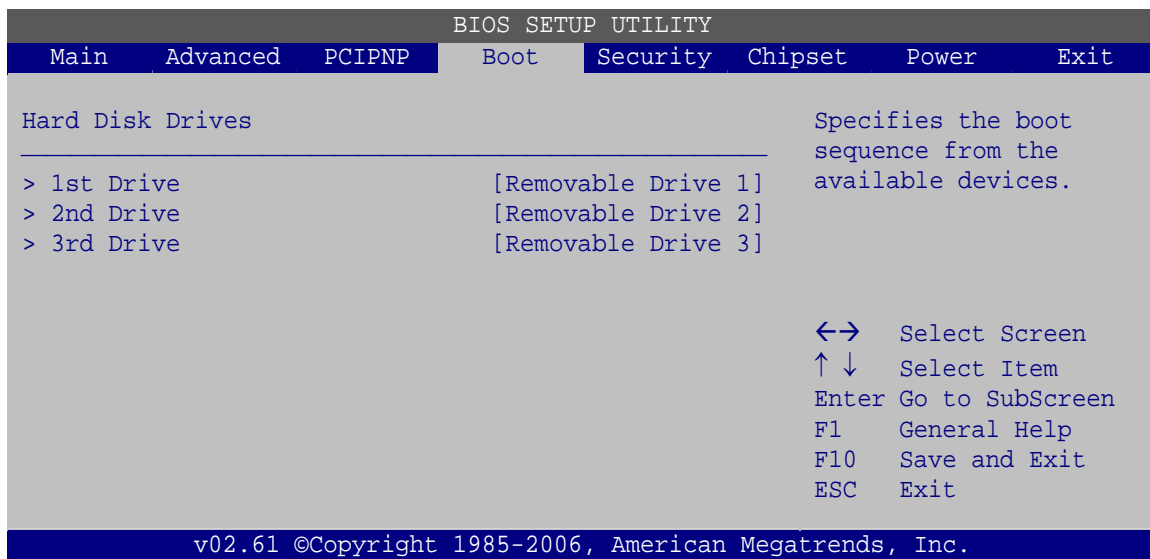 BIOS SETUP UTILITY
Main Advanced PCIPNP Boot Security Chipset Power Exit
Hard Disk Drives
> 1st Drive [Removable Drive 1]
> 2nd Drive [Removable Drive 2]
> 3rd Drive [Removable Drive 3]
Specifies the boot
sequence from the
available devices.
←→ Select Screen
↑ ↓ Select Item
Enter Go to SubScreen
F1 General Help
F10 Save and Exit
ESC Exit
v02.61 ©Copyright 1985-2006, American Megatrends, Inc.